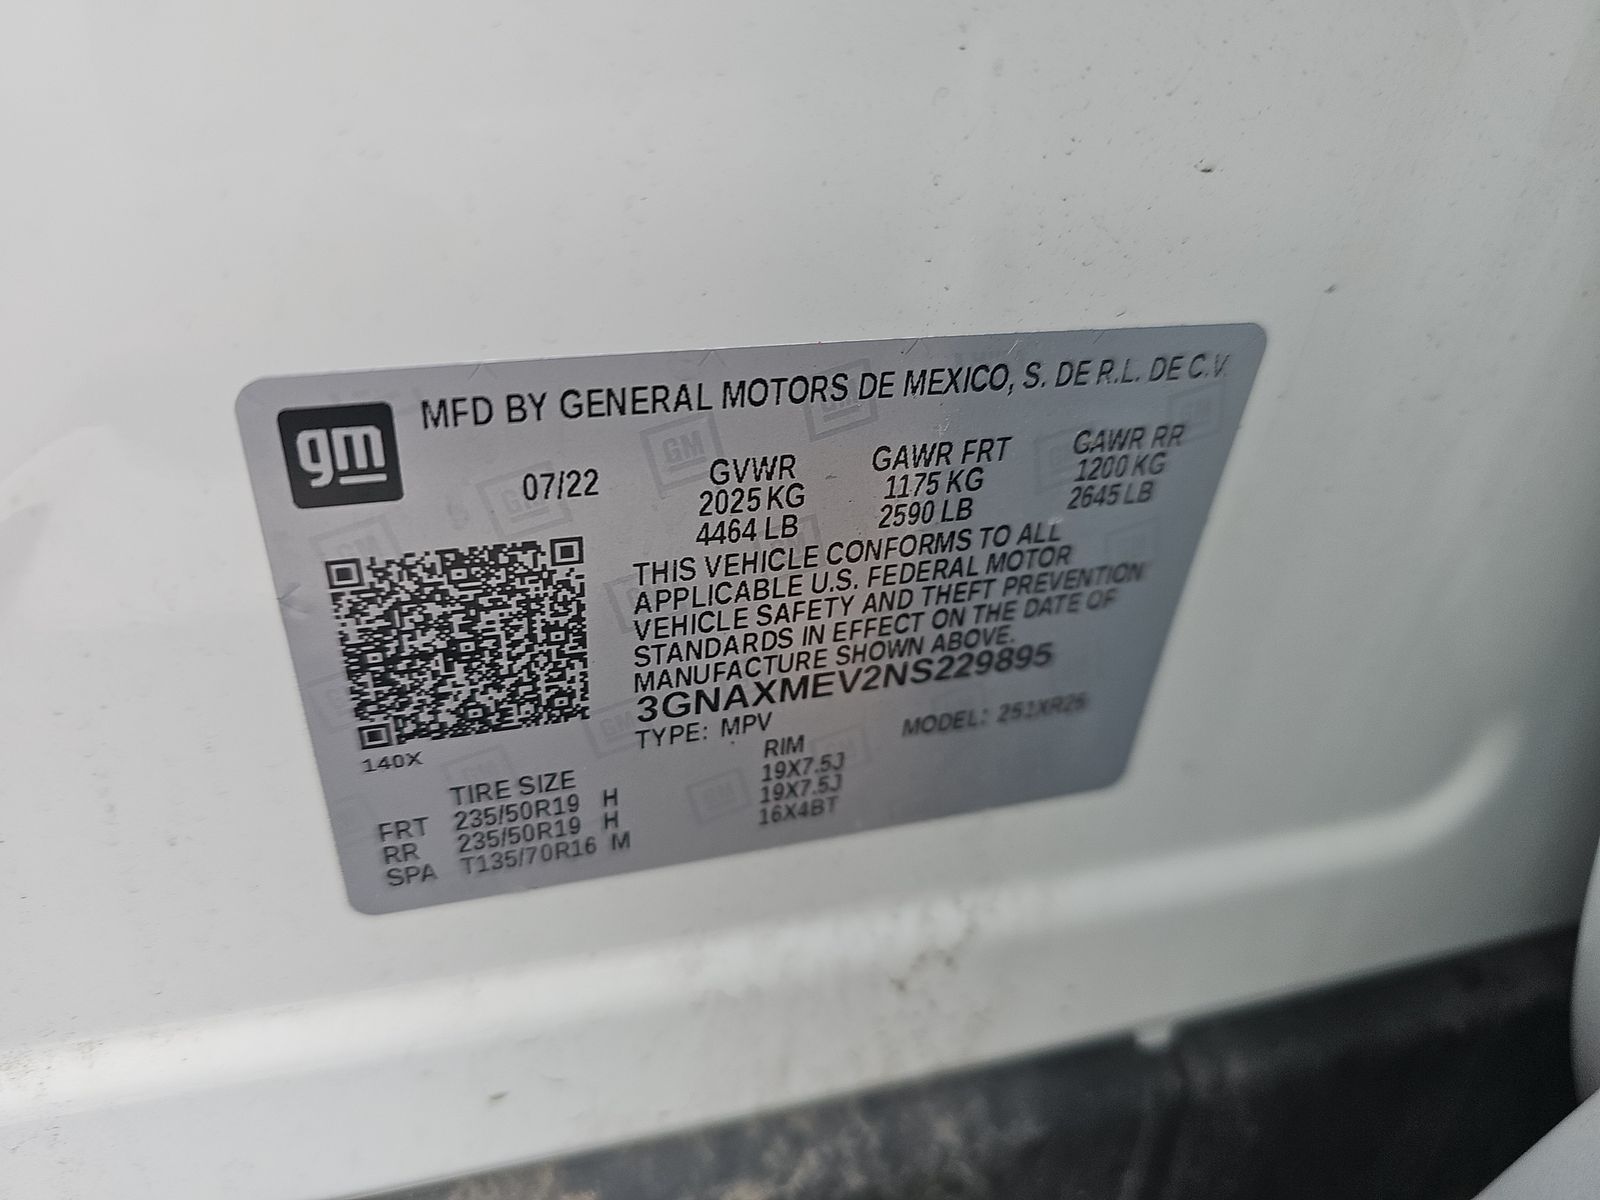 MFD BY GENERAL MOTORS DE MEXICO, S. DE R.L. DE C.V.
gm
07/22
GVWR GAWR FRT GAWR RR
2025 KG 1175 KG 1200 KG
4464 LB 2590 LB 2645 LB
THIS VEHICLE CONFORMS TO ALL
APPLICABLE U.S. FEDERAL MOTOR
VEHICLE SAFETY AND THEFT PREVENTION
STANDARDS IN EFFECT ON THE DATE OF
MANUFACTURE SHOWN ABOVE.
3GNAXMEV2NS229895
TYPE: MPV MODEL: 251XR26
140X
TIRE SIZE RIM
FRT 235/50R19 H 19X7.5J
RR 235/50R19 H 19X7.5J
SPA T135/70R16 M 16X4BT